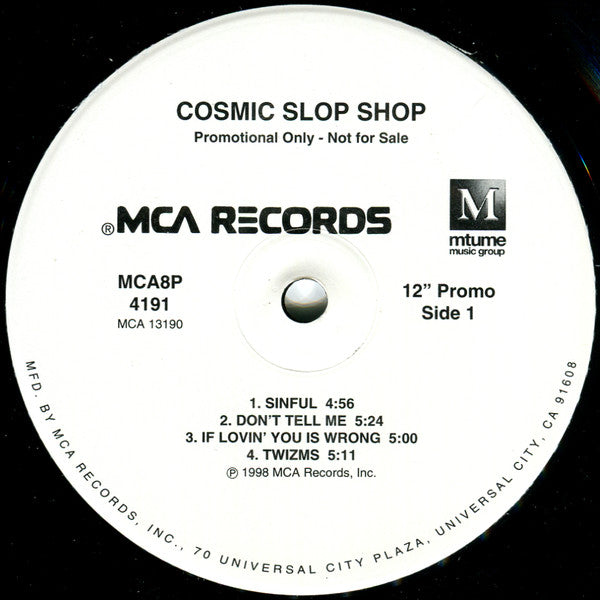 COSMIC SLOP SHOP
Promotional Only - Not for Sale
®MCA RECORDS
M
mtume
music group
MCA8P
4191
MCA 13190
12” Promo
Side 1
1. SINFUL 4:56
2. DON'T TELL ME 5:24
3. IF LOVIN' YOU IS WRONG 5:00
4. TWIZMS 5:11
℗ 1998 MCA Records, Inc.
MFD. BY MCA RECORDS, INC., 70 UNIVERSAL CITY PLAZA, UNIVERSAL CITY, CA 91608